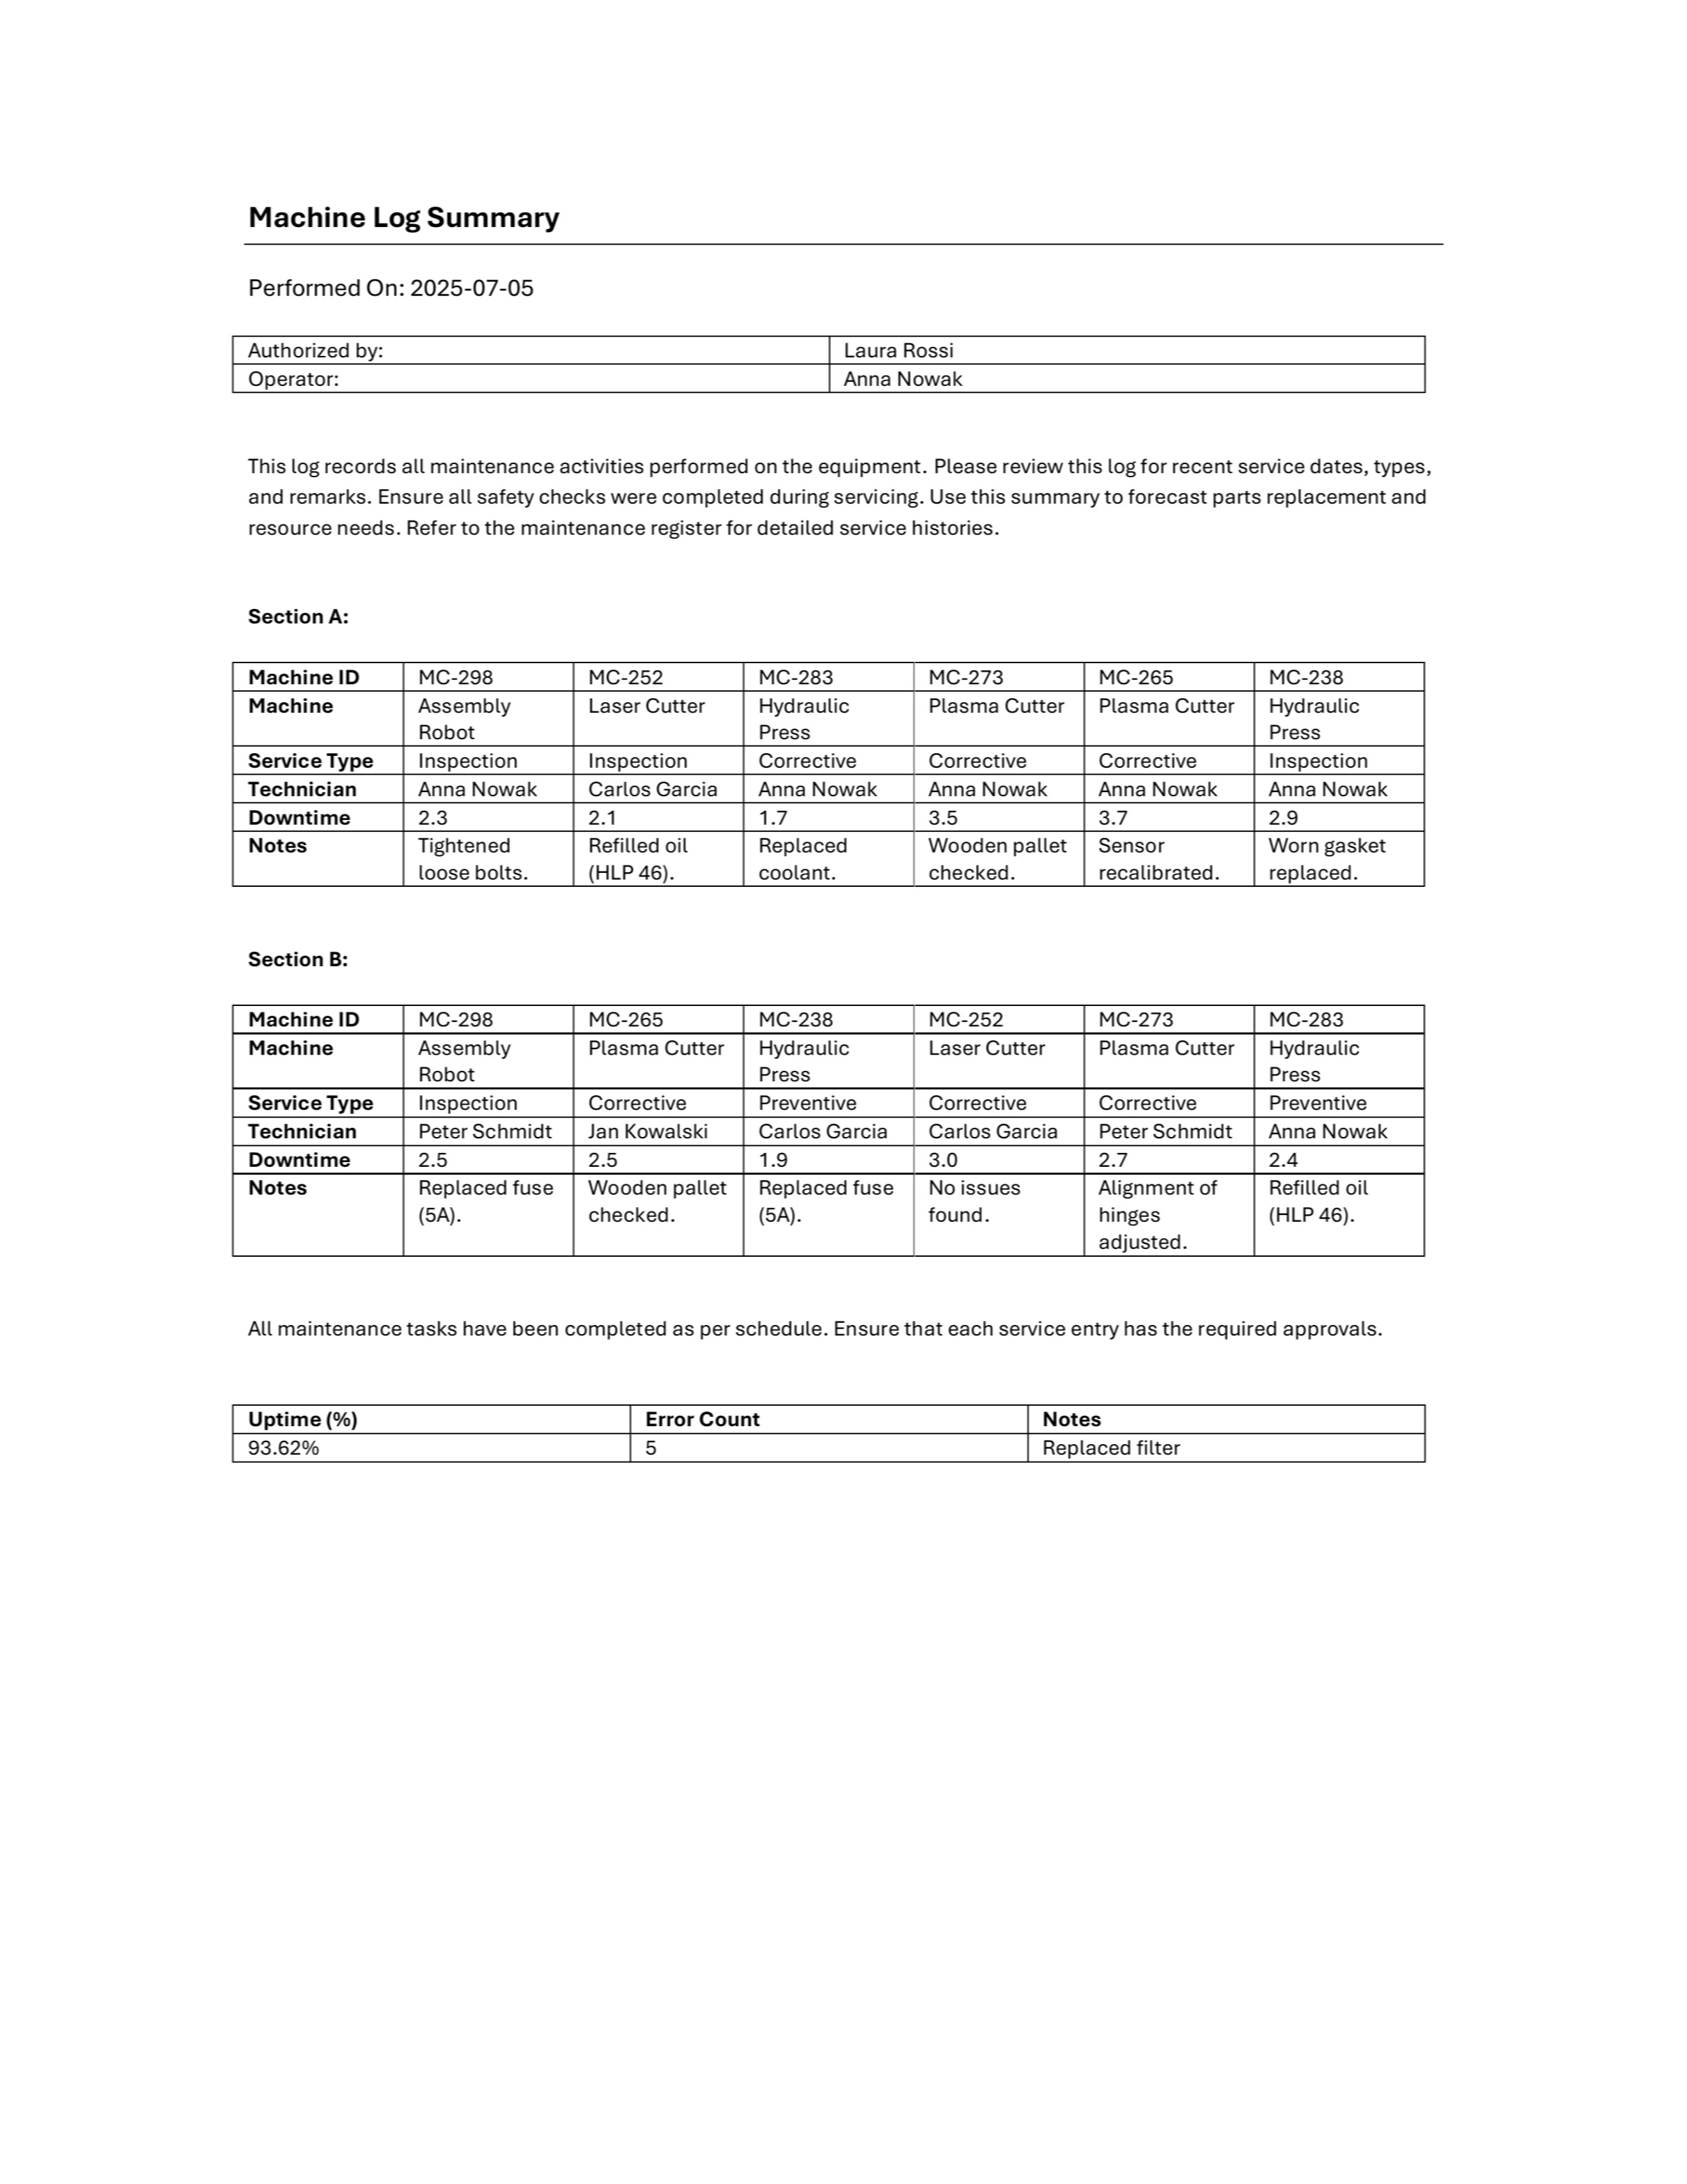 Machine Log Summary
Performed On: 2025-07-05
Authorized by: Laura Rossi
Operator: Anna Nowak
This log records all maintenance activities performed on the equipment. Please review this log for recent service dates, types,
and remarks. Ensure all safety checks were completed during servicing. Use this summary to forecast parts replacement and
resource needs. Refer to the maintenance register for detailed service histories.
Section A:
Machine ID MC-298 MC-252 MC-283 MC-273 MC-265 MC-238
Machine Assembly Laser Cutter Hydraulic Plasma Cutter Plasma Cutter Hydraulic
Robot Press Press
Service Type Inspection Inspection Corrective Corrective Corrective Inspection
Technician Anna Nowak Carlos Garcia Anna Nowak Anna Nowak Anna Nowak Anna Nowak
Downtime 2.3 2.1 1.7 3.5 3.7 2.9
Notes Tightened Refilled oil Replaced Wooden pallet Sensor Worn gasket
loose bolts. (HLP 46). coolant. checked. recalibrated. replaced.
Section B:
Machine ID MC-298 MC-265 MC-238 MC-252 MC-273 MC-283
Machine Assembly Plasma Cutter Hydraulic Laser Cutter Plasma Cutter Hydraulic
Robot Press Press
Service Type Inspection Corrective Preventive Corrective Corrective Preventive
Technician Peter Schmidt Jan Kowalski Carlos Garcia Carlos Garcia Peter Schmidt Anna Nowak
Downtime 2.5 2.5 1.9 3.0 2.7 2.4
Notes Replaced fuse Wooden pallet Replaced fuse No issues Alignment of Refilled oil
(5A). checked. (5A). found. hinges (HLP 46).
adjusted.
All maintenance tasks have been completed as per schedule. Ensure that each service entry has the required approvals.
Uptime (%) Error Count Notes
93.62% 5 Replaced filter